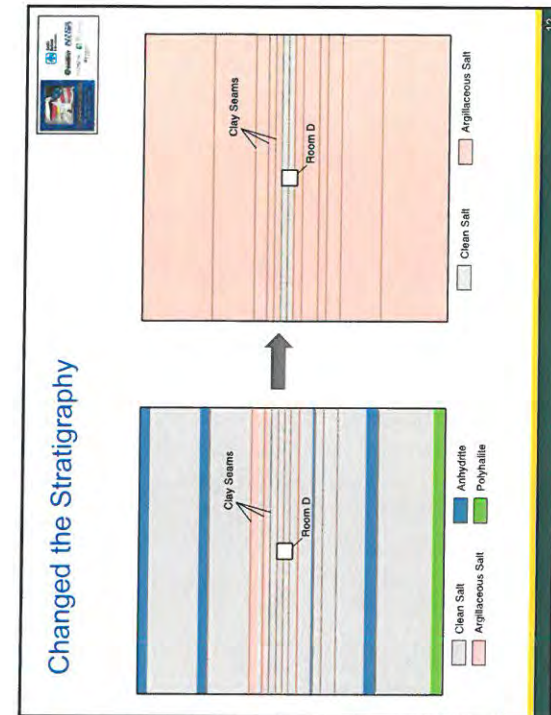 Changed the Stratigraphy
Clay Seams
Room D
Clean Salt
Argillaceous Salt
Anhydrite
Polyhalite
Clay Seams
Room D
Clean Salt
Argillaceous Salt